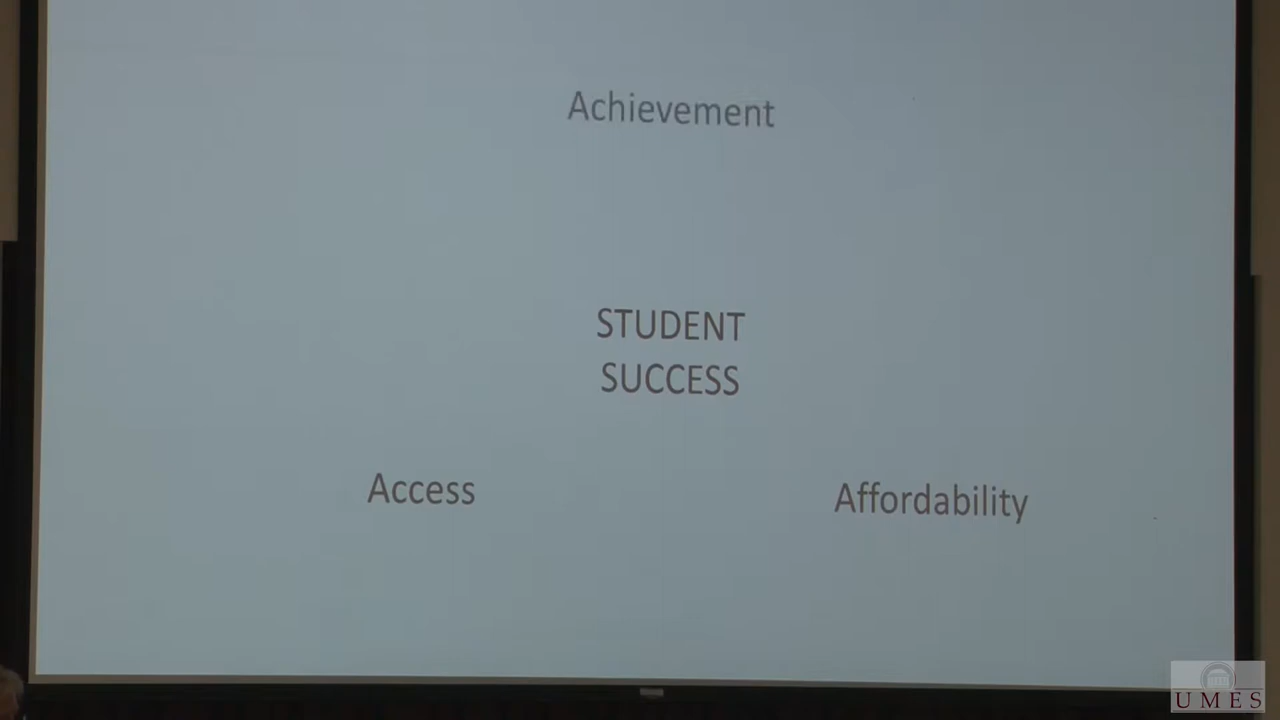 Achievement
STUDENT
SUCCESS
Access
Affordability
UMES